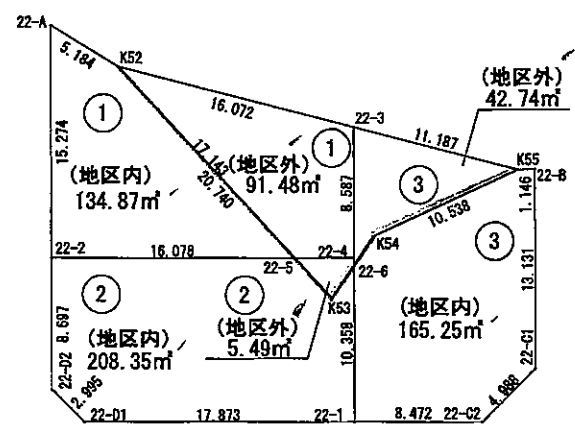 22-A
5.184
K52
(地区外)
42.74㎡
16.072
22-3
①
11.187
15.274
17.143
(地区外)
91.48㎡
①
K55
22-B
③
1.146
20.740
8.587
(地区内)
134.87㎡
10.538
③
K54
22-2
16.078
22-4
22-5
22-6
13.131
②
②
K53
(地区内)
165.25㎡
8.697
(地区内)
208.35㎡
(地区外)
5.49㎡
10.358
22-D2
22-C1
2.995
4.988
22-D1
17.873
22-1
8.472
22-C2